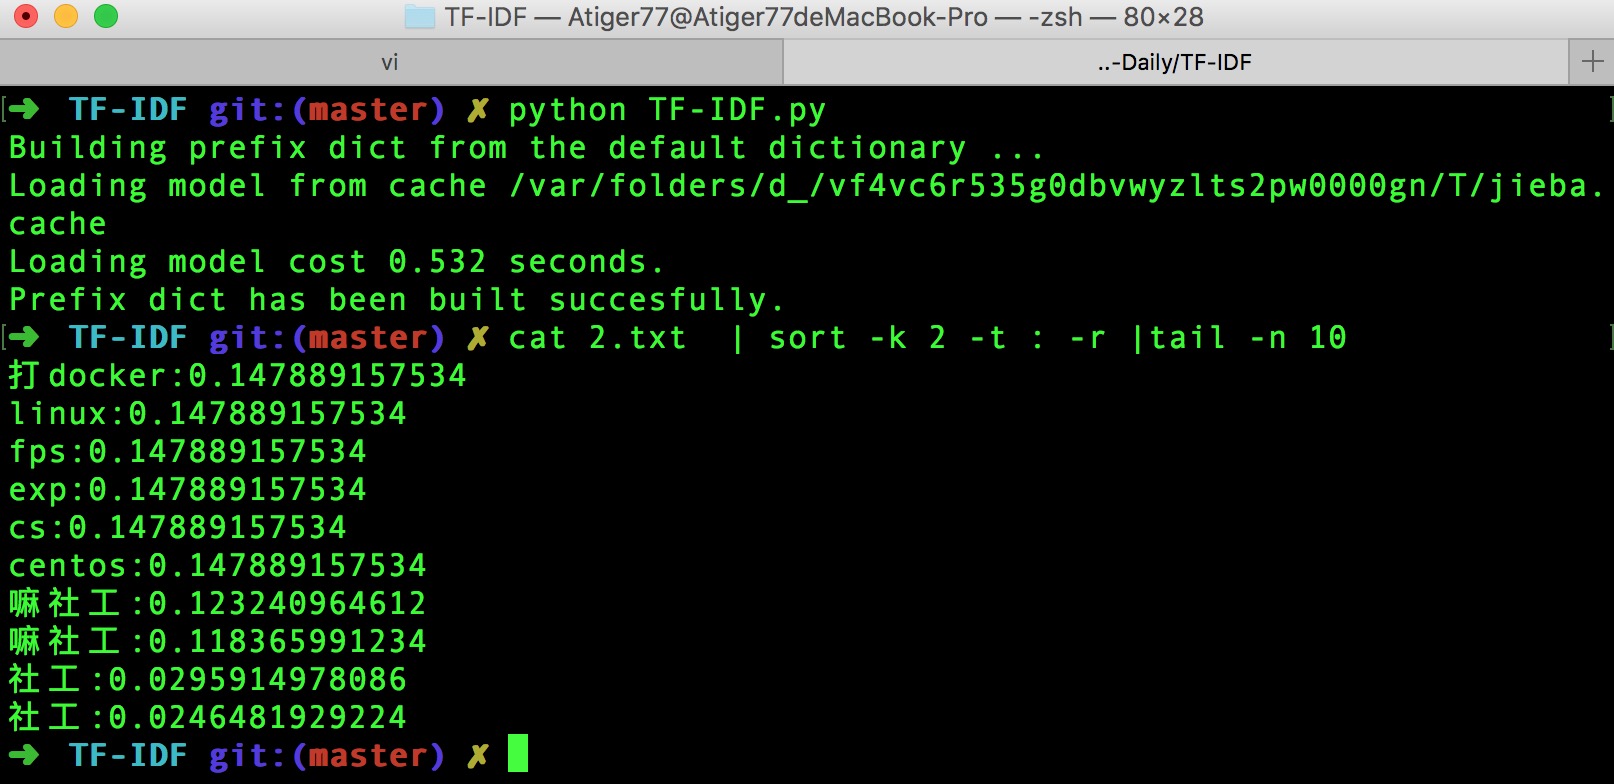 TF-IDF — Atiger77@Atiger77deMacBook-Pro — -zsh — 80×28
vi
..-Daily/TF-IDF
➜ TF-IDF git:(master) ✗ python TF-IDF.py
Building prefix dict from the default dictionary ...
Loading model from cache /var/folders/d_/vf4vc6r535g0dbvwyzlts2pw0000gn/T/jieba.
cache
Loading model cost 0.532 seconds.
Prefix dict has been built succesfully.
➜ TF-IDF git:(master) ✗ cat 2.txt  | sort -k 2 -t : -r |tail -n 10
打docker:0.147889157534
linux:0.147889157534
fps:0.147889157534
exp:0.147889157534
cs:0.147889157534
centos:0.147889157534
嘛社工:0.123240964612
嘛社工:0.118365991234
社工:0.0295914978086
社工:0.0246481929224
➜ TF-IDF git:(master) ✗